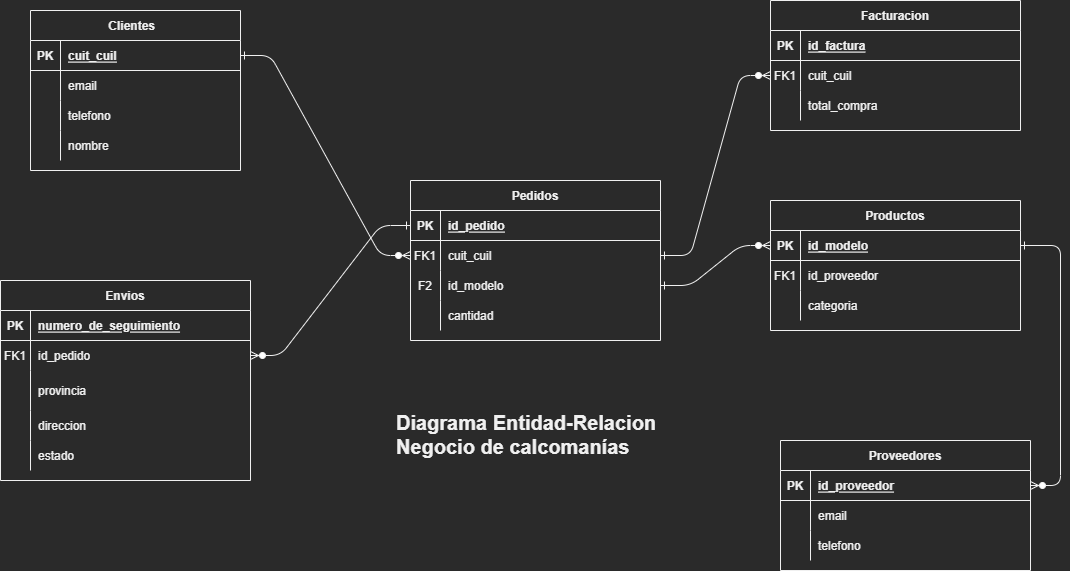 Clientes
PK cuit_cuil
email
telefono
nombre
Facturacion
PK id_factura
FK1 cuit_cuil
total_compra
Pedidos
PK id_pedido
FK1 cuit_cuil
F2 id_modelo
cantidad
Productos
PK id_modelo
FK1 id_proveedor
categoria
Envios
PK numero_de_seguimiento
FK1 id_pedido
provincia
direccion
estado
Diagrama Entidad-Relacion
Negocio de calcomanías
Proveedores
PK id_proveedor
email
telefono